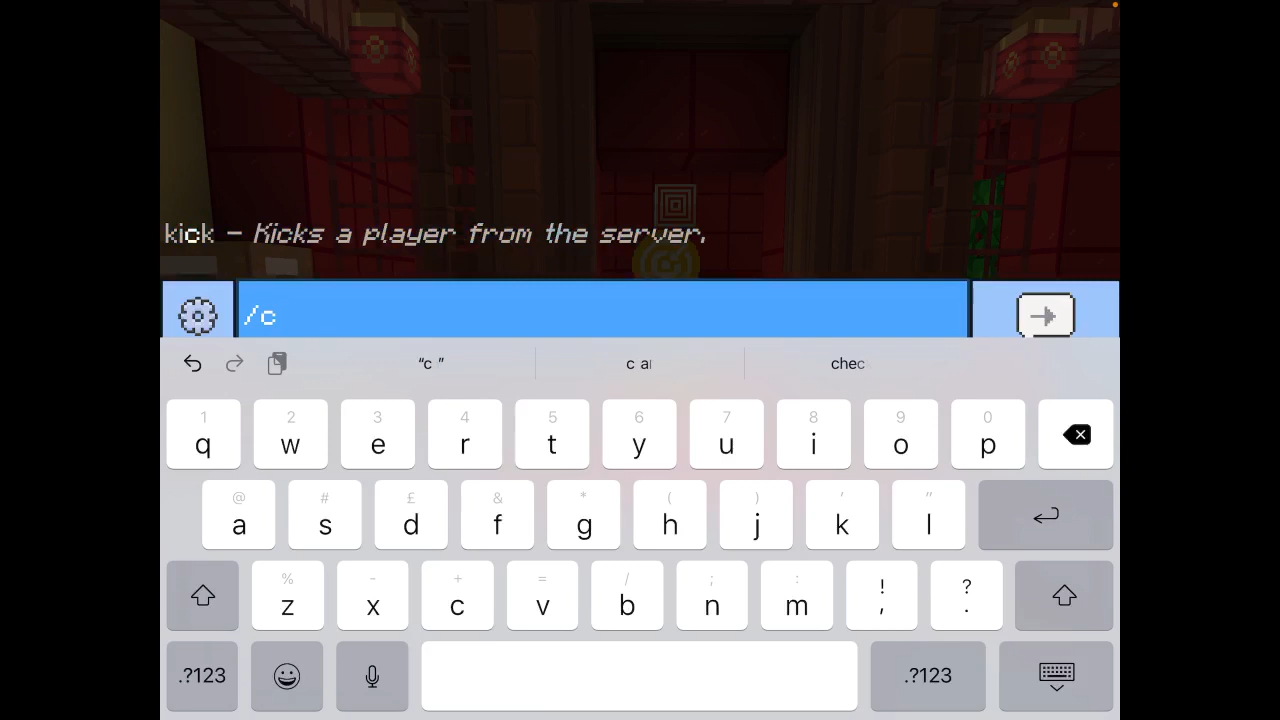 kick – Kicks a player from the server.
/c
“c ” c a chec
1 2 3 4 5 6 7 8 9 0
q w e r t y u i o p
@ # £ & * ( ) ' "
a s d f g h j k l
% - + = / ; : ! ?
z x c v b n m , .
.?123 .?123